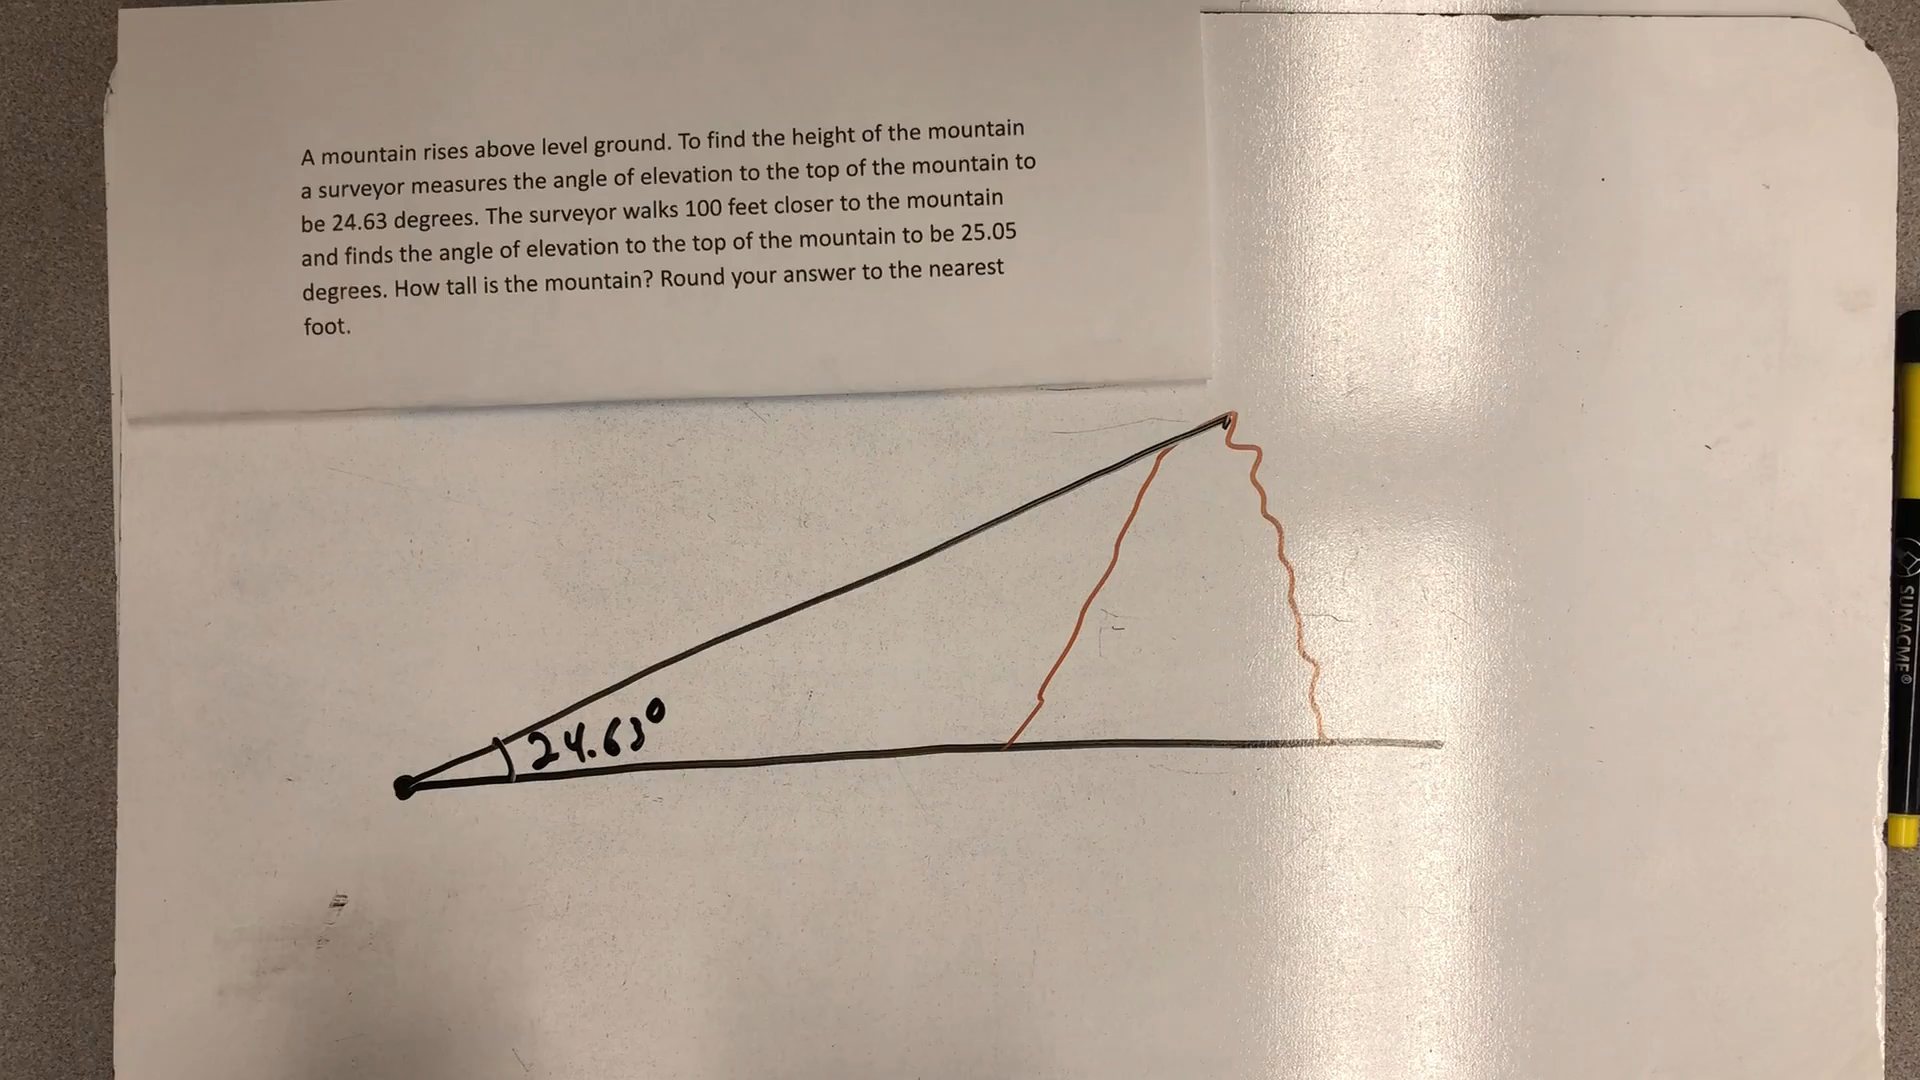 A mountain rises above level ground. To find the height of the mountain
a surveyor measures the angle of elevation to the top of the mountain to
be 24.63 degrees. The surveyor walks 100 feet closer to the mountain
and finds the angle of elevation to the top of the mountain to be 25.05
degrees. How tall is the mountain? Round your answer to the nearest
foot.
24.63°
SUNACME®